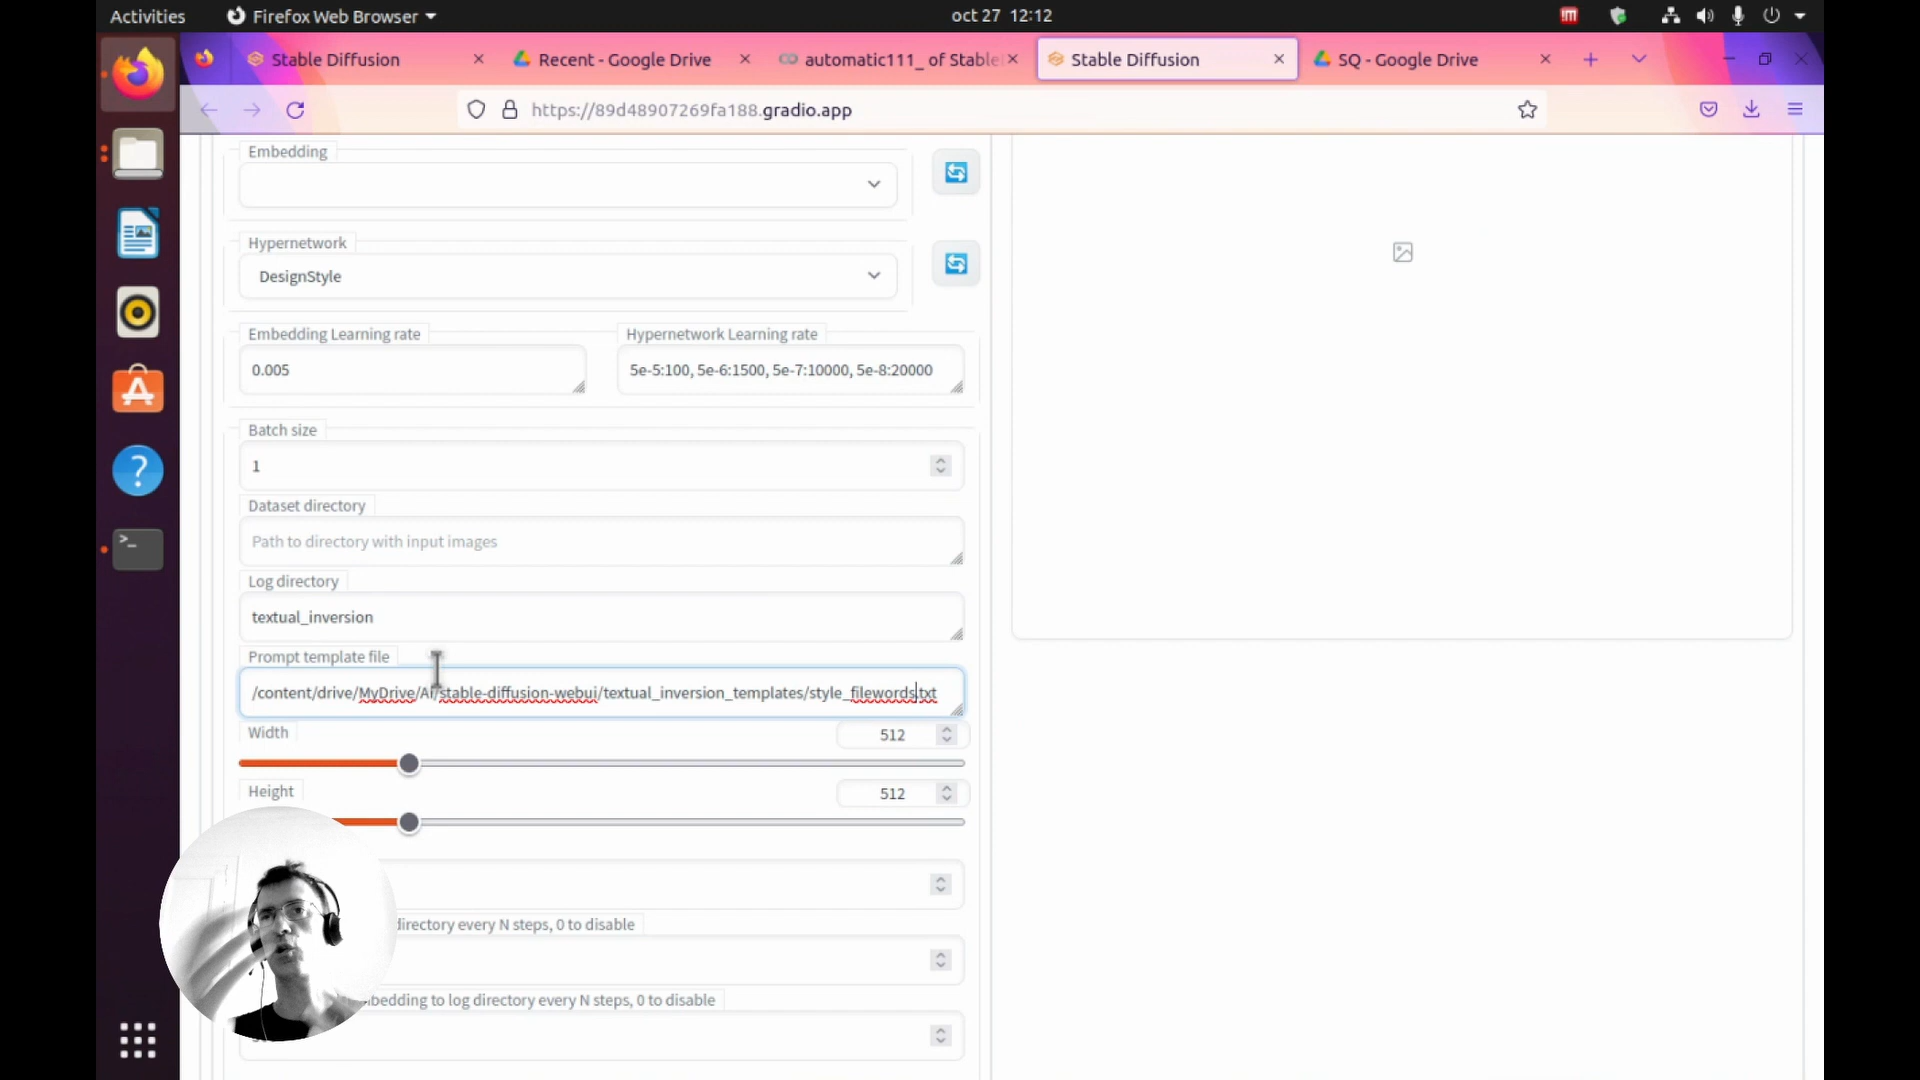 Activities
Firefox Web Browser
oct 27 12:12
Stable Diffusion
Recent - Google Drive
automatic111_ of Stable
Stable Diffusion
SQ - Google Drive
https://89d48907269fa188.gradio.app
Embedding
Hypernetwork
DesignStyle
Embedding Learning rate
Hypernetwork Learning rate
0.005
5e-5:100, 5e-6:1500, 5e-7:10000, 5e-8:20000
Batch size
1
Dataset directory
Path to directory with input images
Log directory
textual_inversion
Prompt template file
/content/drive/MyDrive/AI/stable-diffusion-webui/textual_inversion_templates/style_filewords.txt
Width
512
Height
512
directory every N steps, 0 to disable
bedding to log directory every N steps, 0 to disable